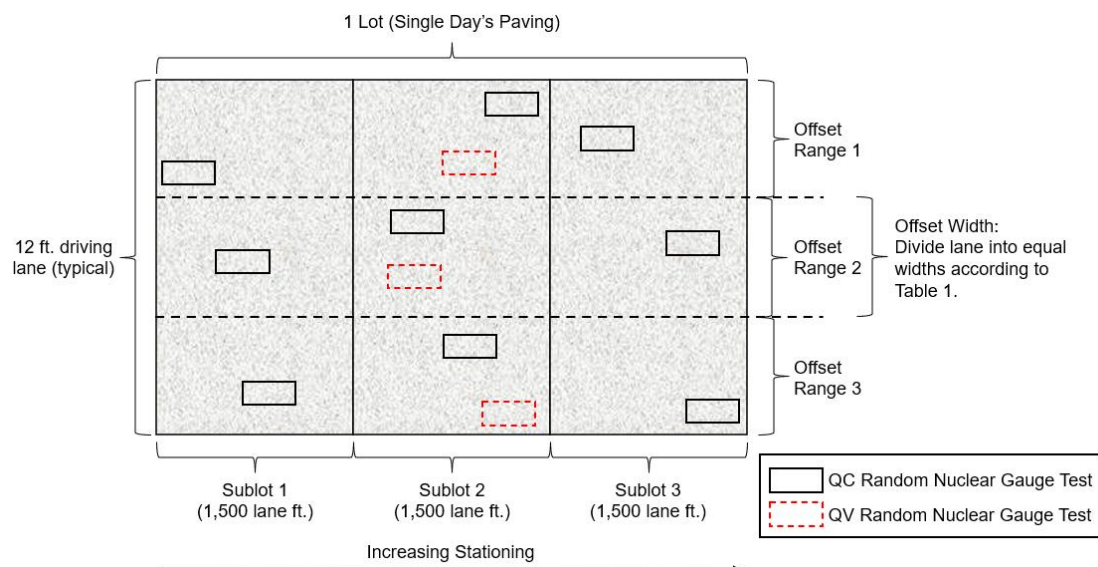 1 Lot (Single Day's Paving)
12 ft. driving
lane (typical)
Offset
Range 1
Offset
Range 2
Offset Width:
Divide lane into equal
widths according to
Table 1.
Offset
Range 3
Sublot 1
(1,500 lane ft.)
Sublot 2
(1,500 lane ft.)
Sublot 3
(1,500 lane ft.)
QC Random Nuclear Gauge Test
QV Random Nuclear Gauge Test
Increasing Stationing